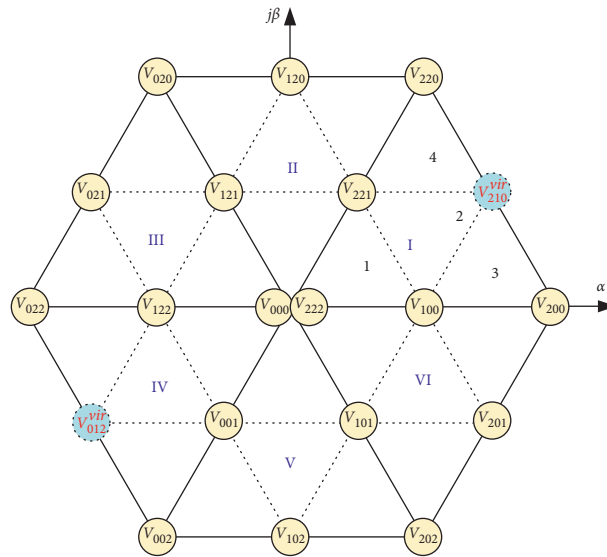 jβ
V₀₂₀ V₁₂₀ V₂₂₀
4
II
V₀₂₁ V₁₂₁ V₂₂₁ V₂₁₀ᵛⁱʳ
2
III I
1 3
α
V₀₂₂ V₁₂₂ V₀₀₀ V₂₂₂ V₁₀₀ V₂₀₀
IV VI
V₀₁₂ᵛⁱʳ V₀₀₁ V₁₀₁ V₂₀₁
V
V₀₀₂ V₁₀₂ V₂₀₂